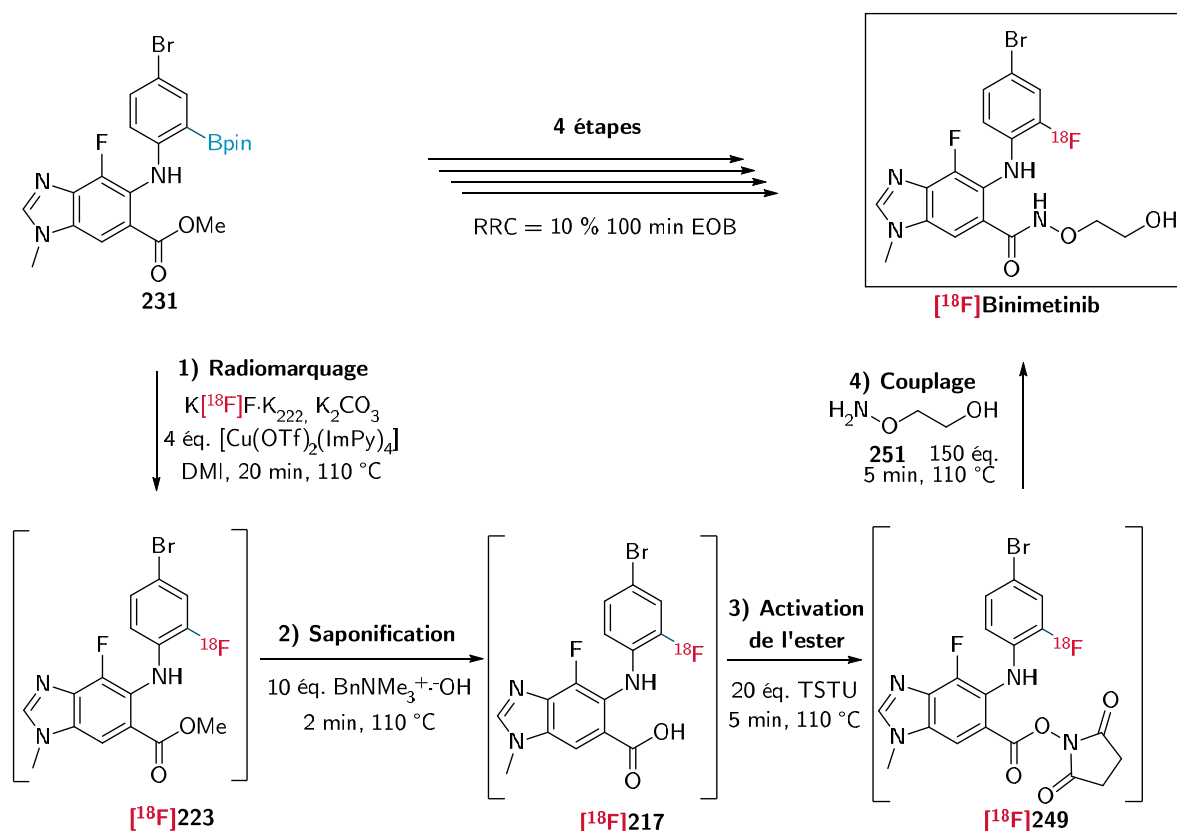 Br
F
Bpin
NH
N
N
OMe
O
231
4 étapes
RRC = 10 % 100 min EOB
Br
F
18F
NH
N
N
H
N
O
OH
O
[18F]Binimetinib
1) Radiomarquage
K[18F]F·K222, K2CO3
4 éq. [Cu(OTf)2(ImPy)4]
DMI, 20 min, 110 °C
4) Couplage
H2N
O
OH
251 150 éq.
5 min, 110 °C
Br
F
18F
NH
N
N
OMe
O
[18F]223
2) Saponification
10 éq. BnNMe3+·-OH
2 min, 110 °C
Br
F
18F
NH
N
N
OH
O
[18F]217
3) Activation
de l'ester
20 éq. TSTU
5 min, 110 °C
Br
F
18F
NH
N
N
O
O
N
O
O
[18F]249